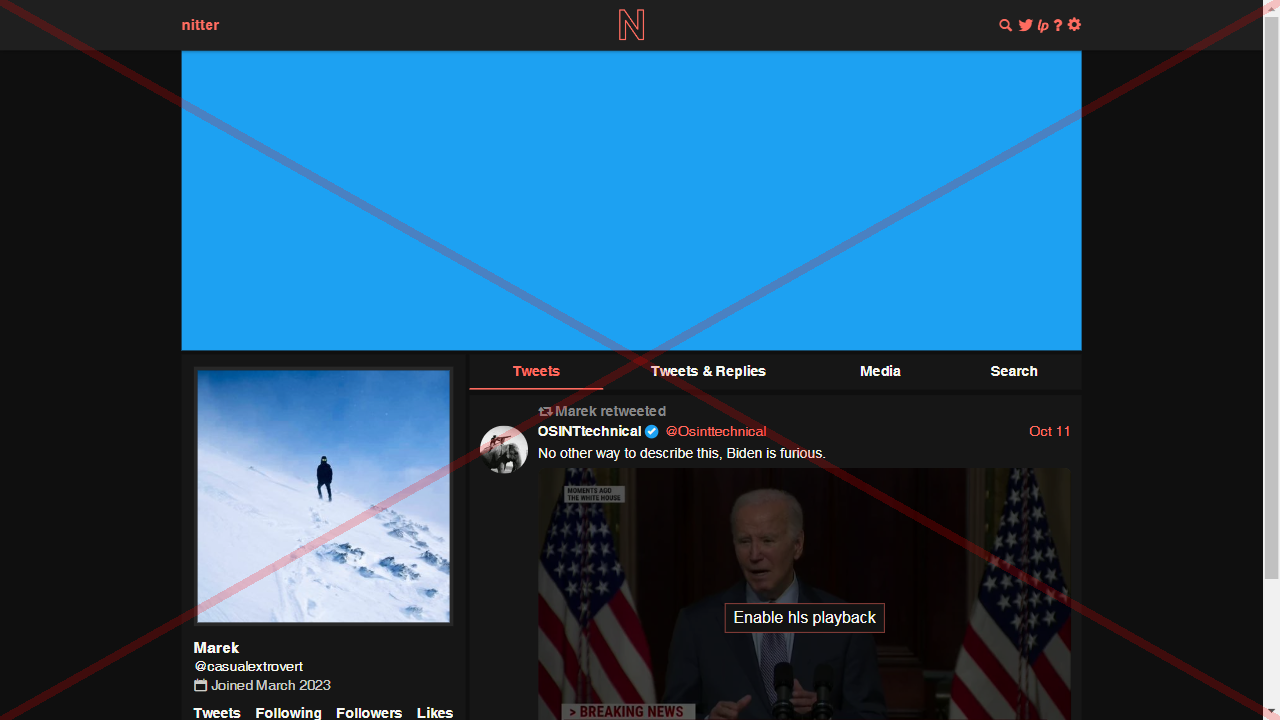 nitter
N
lp ?
Tweets Tweets & Replies Media Search
Marek retweeted
OSINTtechnical @Osinttechnical Oct 11
No other way to describe this, Biden is furious.
MOMENTS AGO
THE WHITE HOUSE
Enable hls playback
> BREAKING NEWS
Marek
@casualextrovert
Joined March 2023
Tweets Following Followers Likes